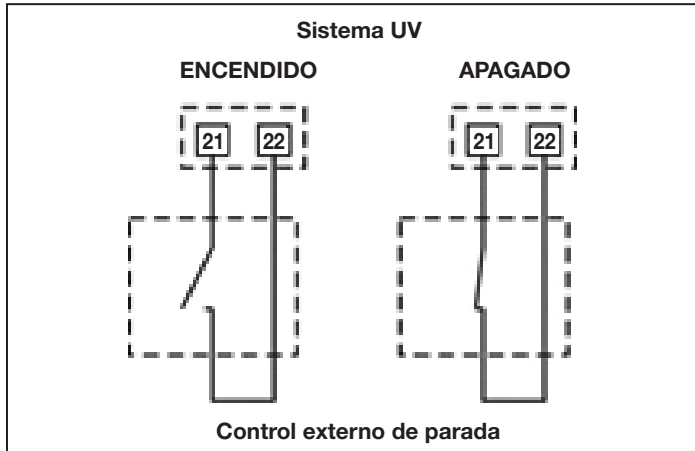 Sistema UV
ENCENDIDO APAGADO
21 22 21 22
Control externo de parada